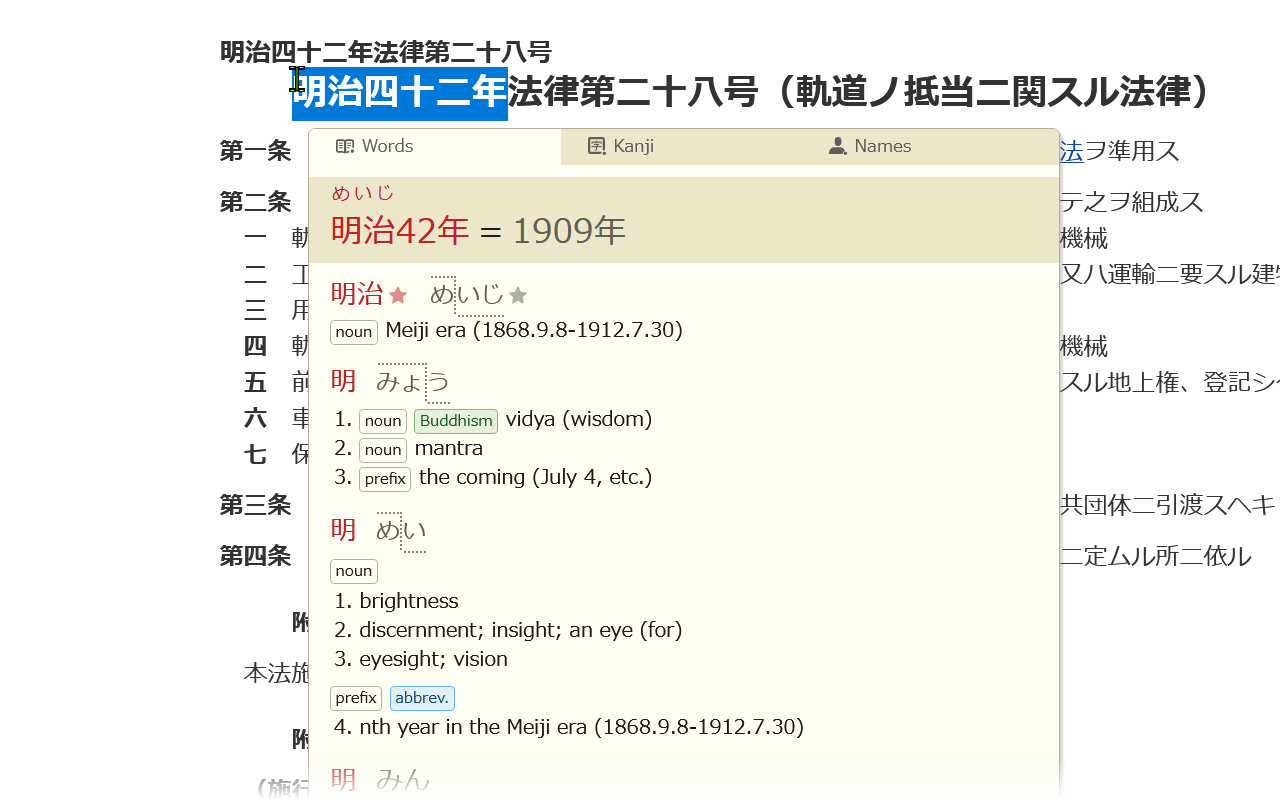 明治四十二年法律第二十八号
明治四十二年法律第二十八号（軌道ノ抵当ニ関スル法律）
第一条 法ヲ準用ス
第二条 テ之ヲ組成ス
一 軌 機械
二 工 又ハ運輸ニ要スル建物
三 用
四 軌 機械
五 前 スル地上権、登記シタ
六 車
七 保
第三条 共団体ニ引渡スヘキ
第四条 ニ定ムル所ニ依ル
附
本法施
附
（施行
Words Kanji Names
めいじ
明治42年 = 1909年
明治★ めいじ★
noun Meiji era (1868.9.8-1912.7.30)
明 みょう
1. noun Buddhism vidya (wisdom)
2. noun mantra
3. prefix the coming (July 4, etc.)
明 めい
noun
1. brightness
2. discernment; insight; an eye (for)
3. eyesight; vision
prefix abbrev.
4. nth year in the Meiji era (1868.9.8-1912.7.30)
明 みん